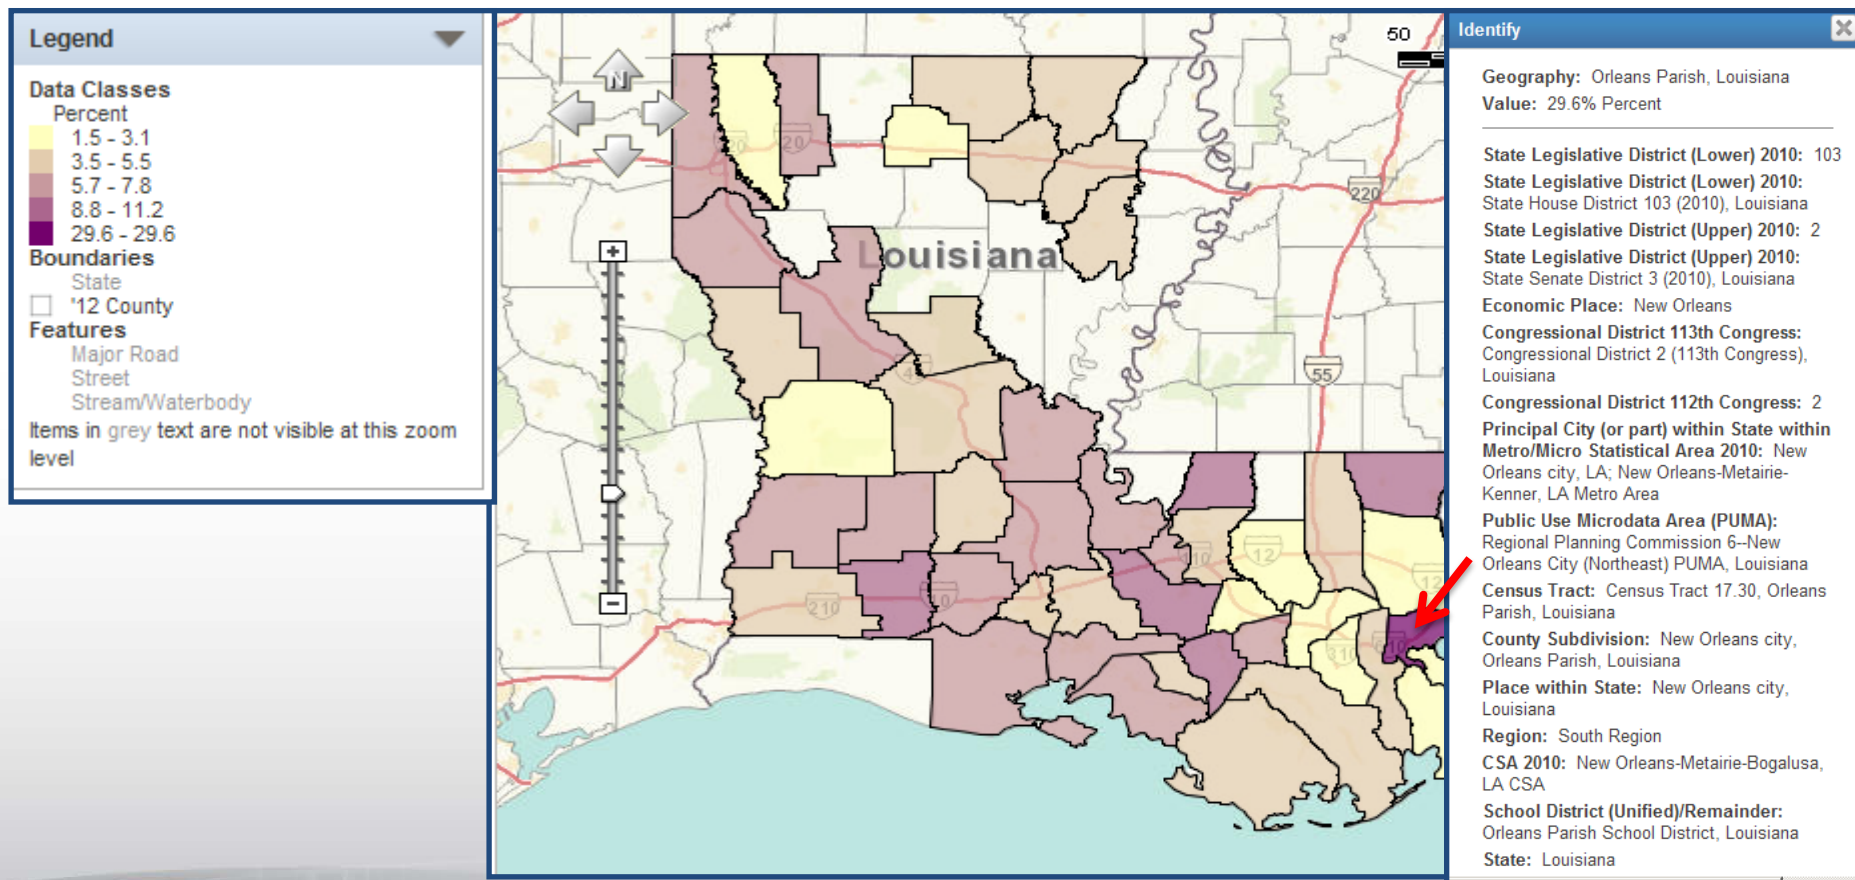 Legend
Data Classes
Percent
1.5 - 3.1
3.5 - 5.5
5.7 - 7.8
8.8 - 11.2
29.6 - 29.6
Boundaries
State
'12 County
Features
Major Road
Street
Stream/Waterbody
Items in grey text are not visible at this zoom
level
N
+
−
50
20
220
Louisiana
55
12
12
210
10
310
Identify
Geography: Orleans Parish, Louisiana
Value: 29.6% Percent
State Legislative District (Lower) 2010: 103
State Legislative District (Lower) 2010:
State House District 103 (2010), Louisiana
State Legislative District (Upper) 2010: 2
State Legislative District (Upper) 2010:
State Senate District 3 (2010), Louisiana
Economic Place: New Orleans
Congressional District 113th Congress:
Congressional District 2 (113th Congress),
Louisiana
Congressional District 112th Congress: 2
Principal City (or part) within State within
Metro/Micro Statistical Area 2010: New
Orleans city, LA; New Orleans-Metairie-
Kenner, LA Metro Area
Public Use Microdata Area (PUMA):
Regional Planning Commission 6--New
Orleans City (Northeast) PUMA, Louisiana
Census Tract: Census Tract 17.30, Orleans
Parish, Louisiana
County Subdivision: New Orleans city,
Orleans Parish, Louisiana
Place within State: New Orleans city,
Louisiana
Region: South Region
CSA 2010: New Orleans-Metairie-Bogalusa,
LA CSA
School District (Unified)/Remainder:
Orleans Parish School District, Louisiana
State: Louisiana